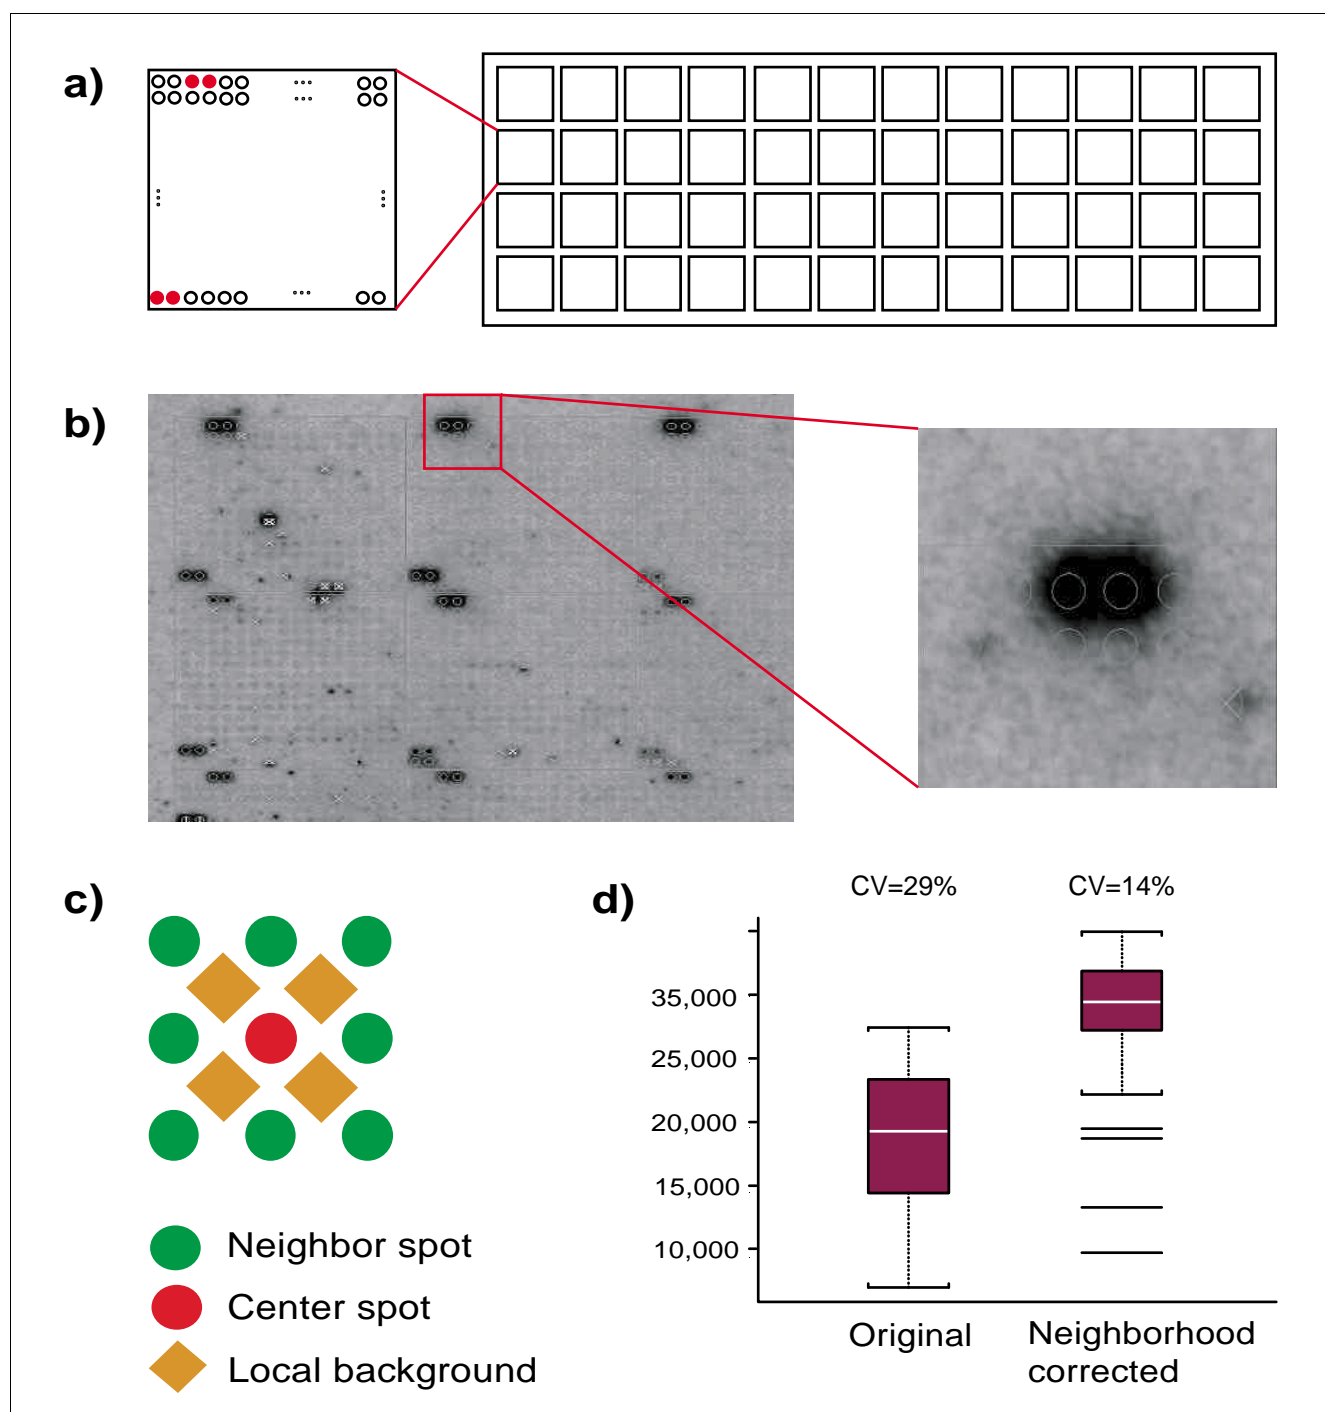 a)
b)
c)
Neighbor spot
Center spot
Local background
d)
CV=29%
CV=14%
35,000
25,000
20,000
15,000
10,000
Original
Neighborhood
corrected